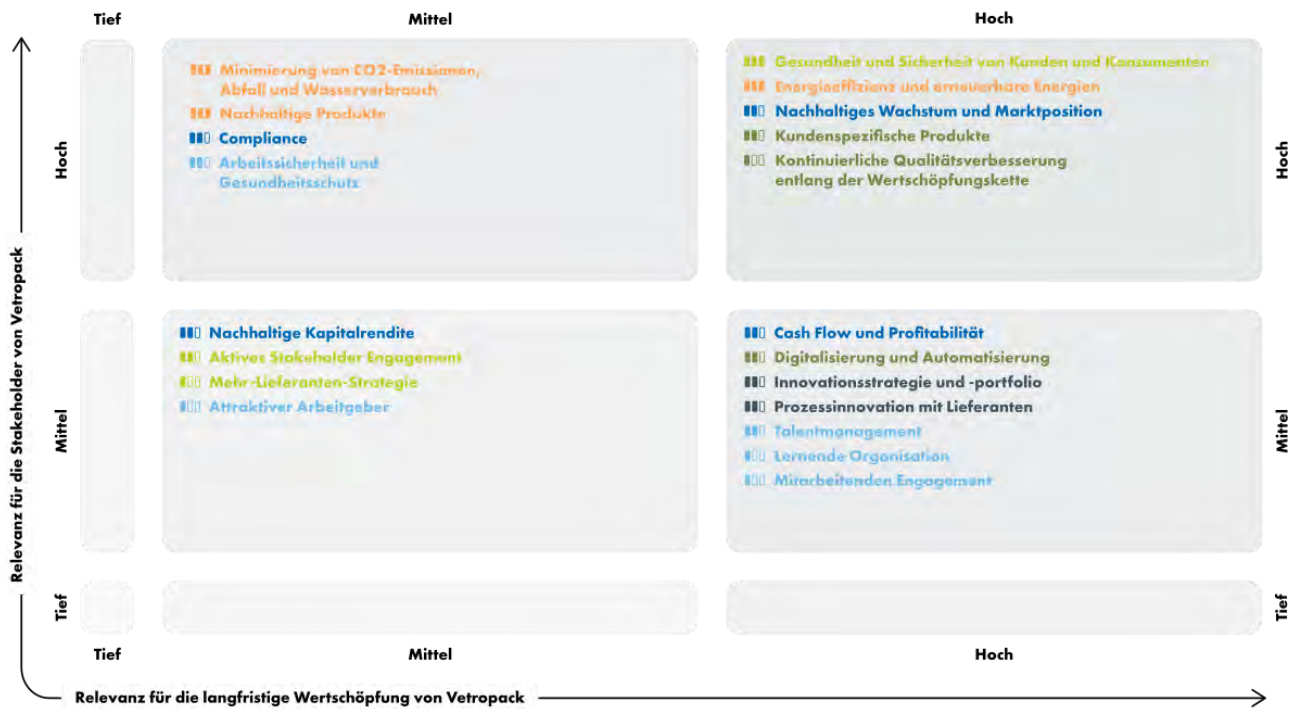 Tief Mittel Hoch
Hoch
Minimierung von CO2-Emissionen,
Abfall und Wasserverbrauch
Nachhaltige Produkte
Compliance
Arbeitssicherheit und
Gesundheitsschutz
Gesundheit und Sicherheit von Kunden und Konsumenten
Energieeffizienz und erneuerbare Energien
Nachhaltiges Wachstum und Marktposition
Kundenspezifische Produkte
Kontinuierliche Qualitätsverbesserung
entlang der Wertschöpfungskette
Hoch
Relevanz für die Stakeholder von Vetropack
Mittel
Nachhaltige Kapitalrendite
Aktives Stakeholder Engagement
Mehr-Lieferanten-Strategie
Attraktiver Arbeitgeber
Cash Flow und Profitabilität
Digitalisierung und Automatisierung
Innovationsstrategie und -portfolio
Prozessinnovation mit Lieferanten
Talentmanagement
Lernende Organisation
Mitarbeitenden Engagement
Mittel
Tief
Tief
Tief Mittel Hoch
Relevanz für die langfristige Wertschöpfung von Vetropack